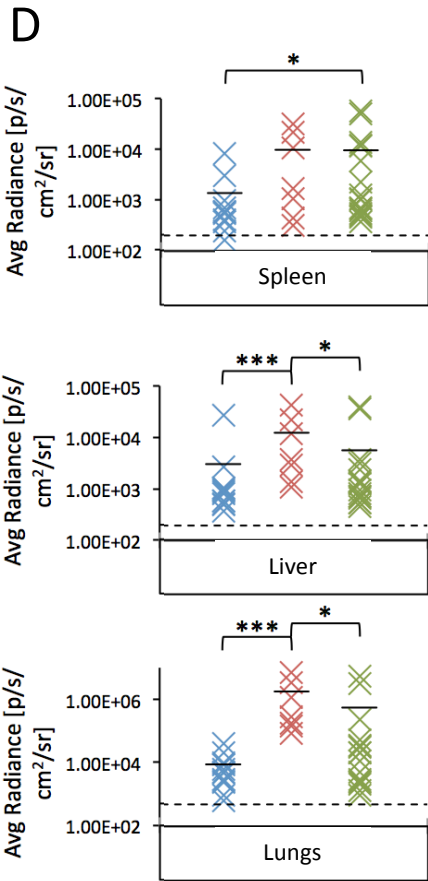 D
*
Avg Radiance [p/s/
cm2/sr]
1.00E+05
1.00E+04
1.00E+03
1.00E+02
Spleen
***
*
Avg Radiance [p/s/
cm2/sr]
1.00E+05
1.00E+04
1.00E+03
1.00E+02
Liver
***
*
Avg Radiance [p/s/
cm2/sr]
1.00E+06
1.00E+04
1.00E+02
Lungs